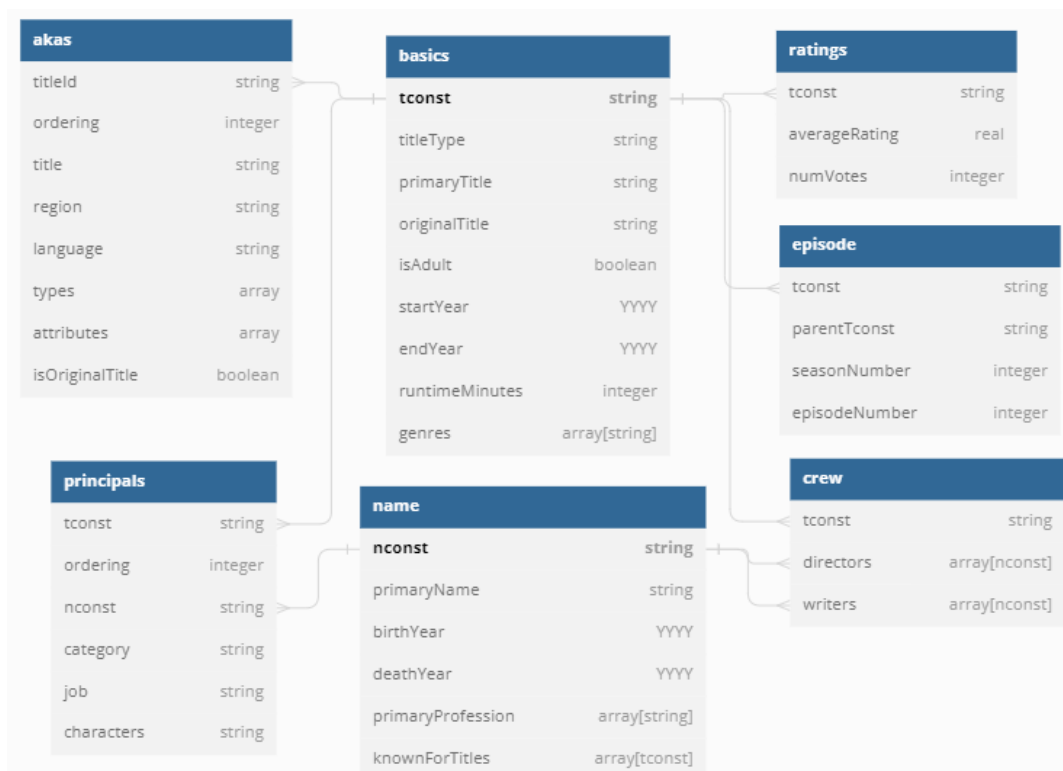 akas
titleId string
ordering integer
title string
region string
language string
types array
attributes array
isOriginalTitle boolean
basics
tconst string
titleType string
primaryTitle string
originalTitle string
isAdult boolean
startYear YYYY
endYear YYYY
runtimeMinutes integer
genres array[string]
ratings
tconst string
averageRating real
numVotes integer
episode
tconst string
parentTconst string
seasonNumber integer
episodeNumber integer
principals
tconst string
ordering integer
nconst string
category string
job string
characters string
name
nconst string
primaryName string
birthYear YYYY
deathYear YYYY
primaryProfession array[string]
knownForTitles array[tconst]
crew
tconst string
directors array[nconst]
writers array[nconst]